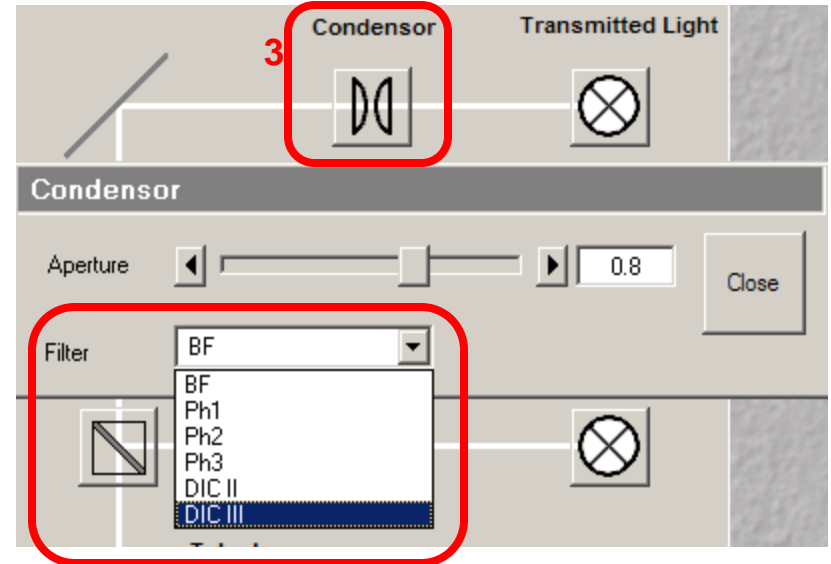 Condensor Transmitted Light
3
Condensor
Aperture 0.8 Close
Filter BF
BF
Ph1
Ph2
Ph3
DIC II
DIC III